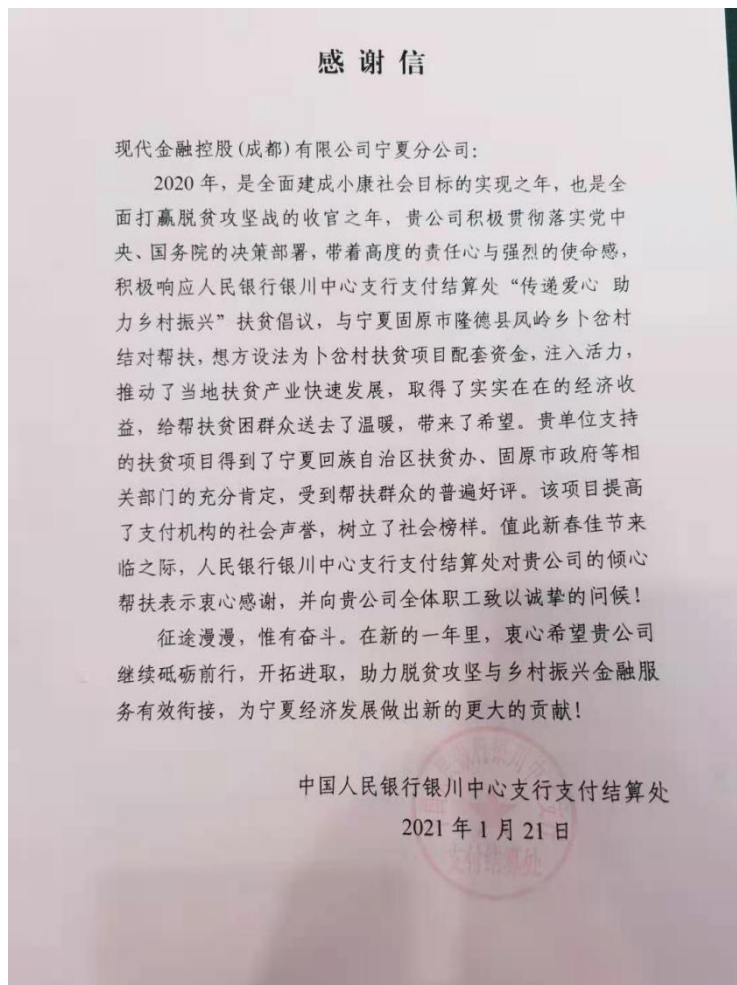 感谢信
现代金融控股(成都)有限公司宁夏分公司:
2020年,是全面建成小康社会目标的实现之年,也是全
面打赢脱贫攻坚战的收官之年,贵公司积极贯彻落实党中
央、国务院的决策部署,带着高度的责任心与强烈的使命感,
积极响应人民银行银川中心支行支付结算处“传递爱心 助
力乡村振兴”扶贫倡议,与宁夏固原市隆德县风岭乡卜岔村
结对帮扶,想方设法为卜岔村扶贫项目配套资金,注入活力,
推动了当地扶贫产业快速发展,取得了实实在在的经济收
益,给帮扶贫困群众送去了温暖,带来了希望。贵单位支持
的扶贫项目得到了宁夏回族自治区扶贫办、固原市政府等相
关部门的充分肯定,受到帮扶群众的普遍好评。该项目提高
了支付机构的社会声誉,树立了社会榜样。值此新春佳节来
临之际,人民银行银川中心支行支付结算处对贵公司的倾心
帮扶表示衷心感谢,并向贵公司全体职工致以诚挚的问候!
征途漫漫,惟有奋斗。在新的一年里,衷心希望贵公司
继续砥砺前行,开拓进取,助力脱贫攻坚与乡村振兴金融服
务有效衔接,为宁夏经济发展做出新的更大的贡献!
中国人民银行银川中心支行支付结算处
2021年1月21日
支付结算处